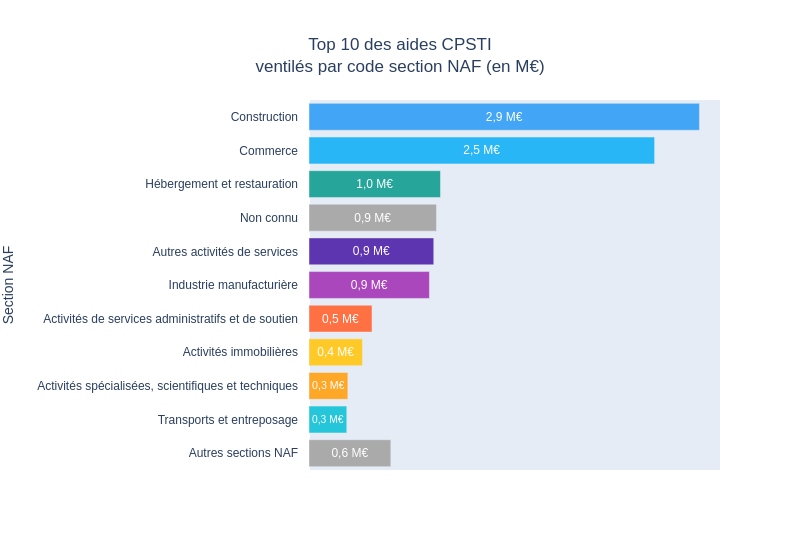 Top 10 des aides CPSTI
ventilés par code section NAF (en M€)
Section NAF
Construction 2,9 M€
Commerce 2,5 M€
Hébergement et restauration 1,0 M€
Non connu 0,9 M€
Autres activités de services 0,9 M€
Industrie manufacturière 0,9 M€
Activités de services administratifs et de soutien 0,5 M€
Activités immobilières 0,4 M€
Activités spécialisées, scientifiques et techniques 0,3 M€
Transports et entreposage 0,3 M€
Autres sections NAF 0,6 M€